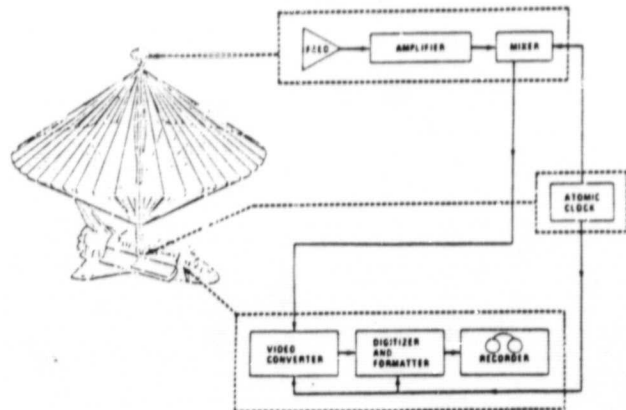 FEED
AMPLIFIER
MIXER
ATOMIC
CLOCK
VIDEO
CONVERTER
DIGITIZER
AND
FORMATTER
RECORDER